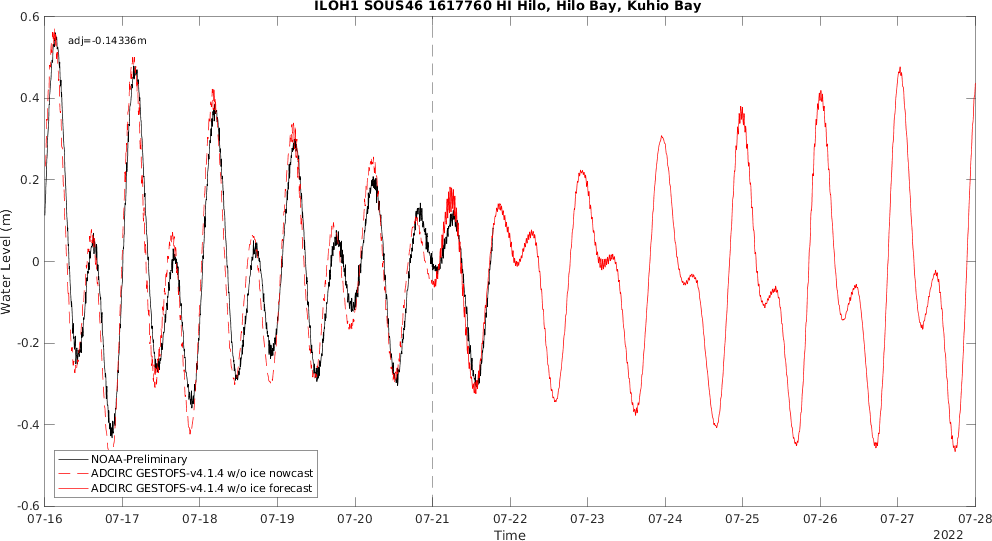 ILOH1 SOUS46 1617760 HI Hilo, Hilo Bay, Kuhio Bay
adj=-0.14336m
0.6
0.4
0.2
0
-0.2
-0.4
-0.6
Water Level (m)
NOAA-Preliminary
ADCIRC GESTOFS-v4.1.4 w/o ice nowcast
ADCIRC GESTOFS-v4.1.4 w/o ice forecast
07-16 07-17 07-18 07-19 07-20 07-21 07-22 07-23 07-24 07-25 07-26 07-27 07-28
Time
2022